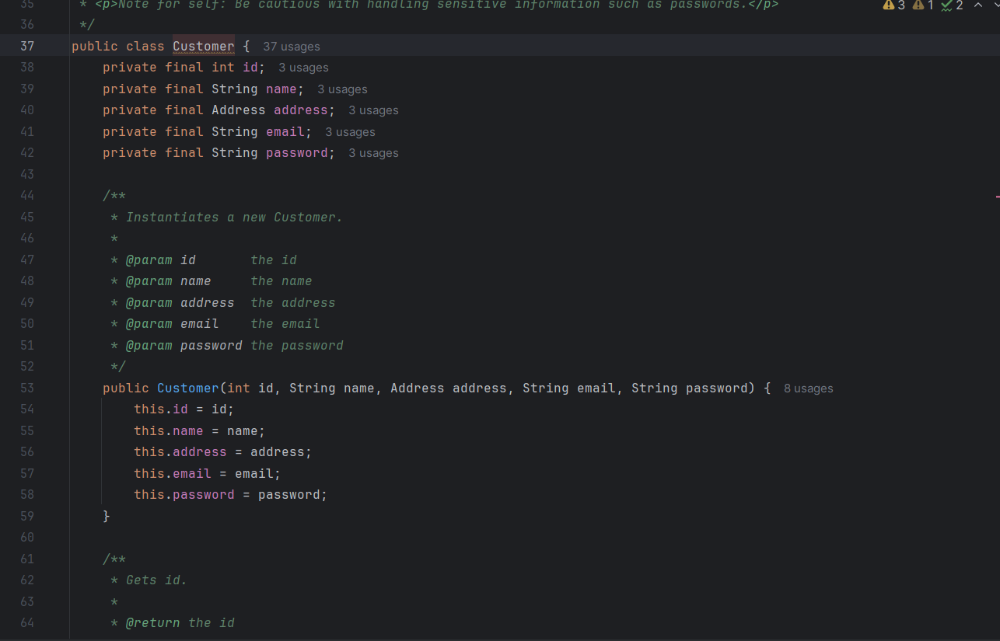 35 * <p>Note for self: Be cautious with handling sensitive information such as passwords.</p> 3 1 2
36 */
37 public class Customer { 37 usages
38 private final int id; 3 usages
39 private final String name; 3 usages
40 private final Address address; 3 usages
41 private final String email; 3 usages
42 private final String password; 3 usages
43
44 /**
45 * Instantiates a new Customer.
46 *
47 * @param id the id
48 * @param name the name
49 * @param address the address
50 * @param email the email
51 * @param password the password
52 */
53 public Customer(int id, String name, Address address, String email, String password) { 8 usages
54 this.id = id;
55 this.name = name;
56 this.address = address;
57 this.email = email;
58 this.password = password;
59 }
60
61 /**
62 * Gets id.
63 *
64 * @return the id